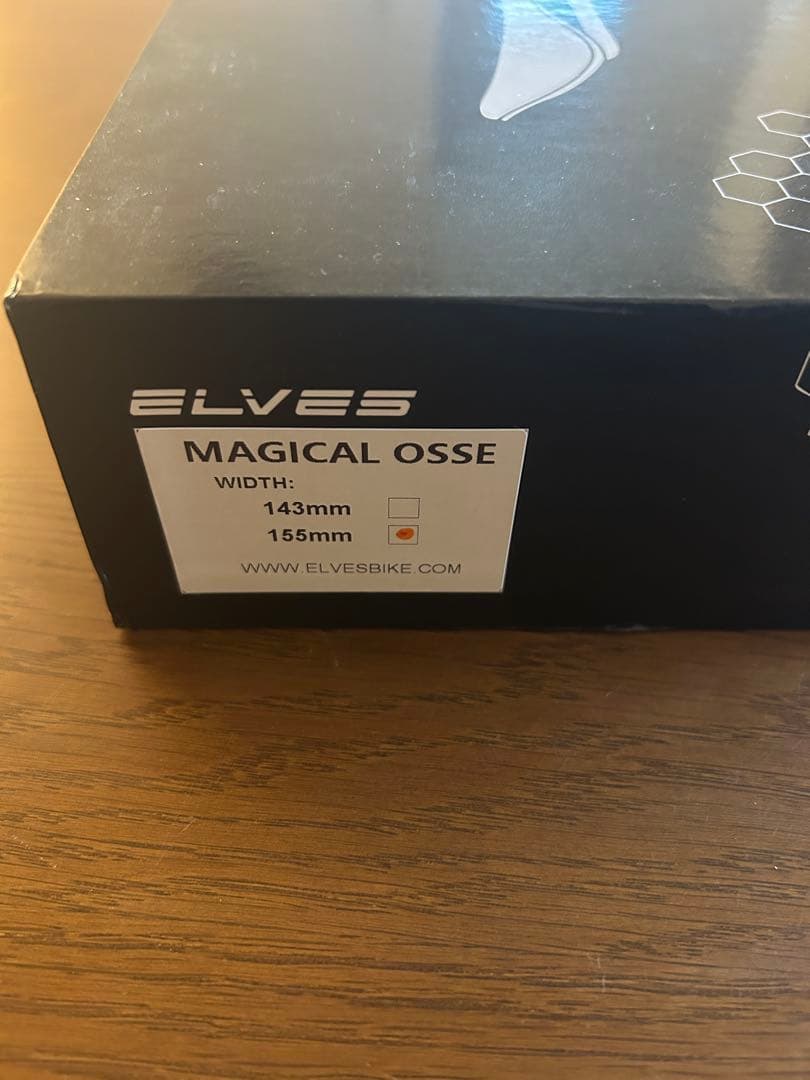 ELVES
MAGICAL OSSE
WIDTH:
143mm
155mm
WWW.ELVESBIKE.COM